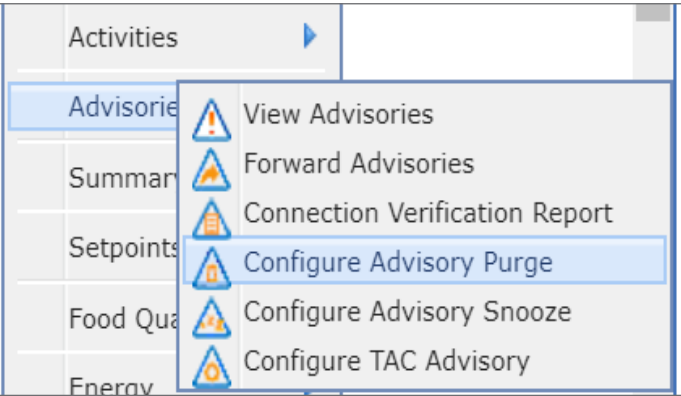 Activities
Advisorie
View Advisories
Forward Advisories
Summar
Connection Verification Report
Setpoints
Configure Advisory Purge
Food Qua
Configure Advisory Snooze
Configure TAC Advisory
Energy